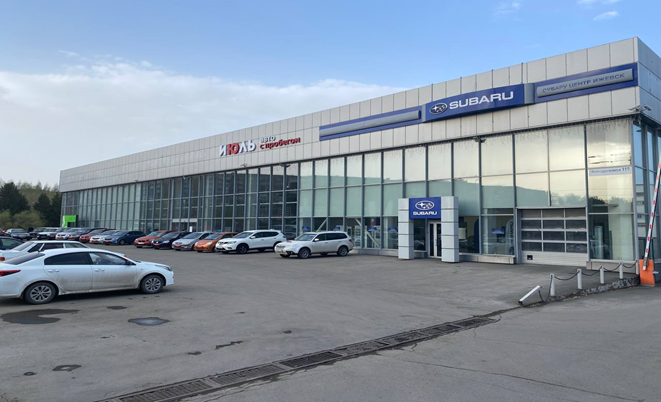 ИЮЛЬ
авто
с пробегом
SUBARU
СУБАРУ ЦЕНТР ИЖЕВСК
SUBARU